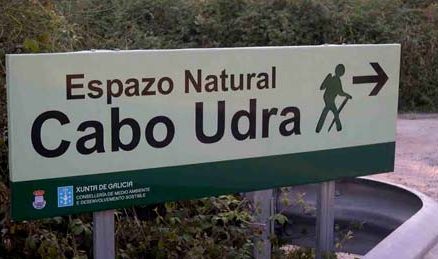 Espazo Natural
Cabo Udra
XUNTA DE GALICIA
CONSELLERÍA DE MEDIO AMBIENTE
E DESENVOLVEMENTO SOSTIBLE